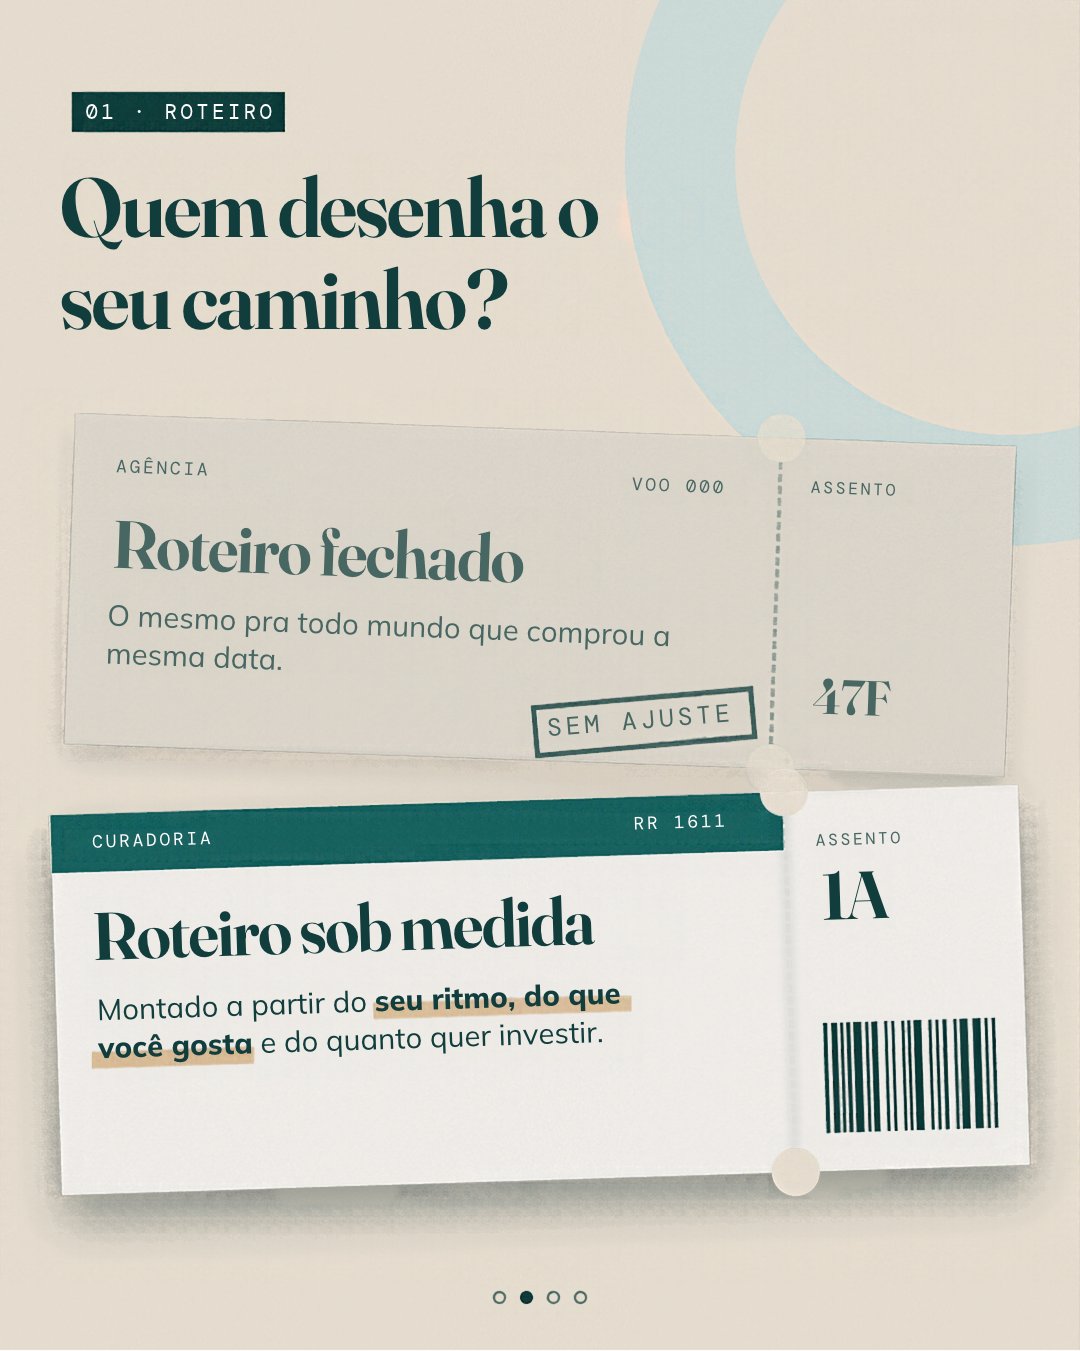 01 · ROTEIRO
Quem desenha o
seu caminho?
AGÊNCIA
VOO 000
ASSENTO
Roteiro fechado
O mesmo pra todo mundo que comprou a
mesma data.
SEM AJUSTE
47F
CURADORIA
RR 1611
ASSENTO
1A
Roteiro sob medida
Montado a partir do seu ritmo, do que
você gosta e do quanto quer investir.